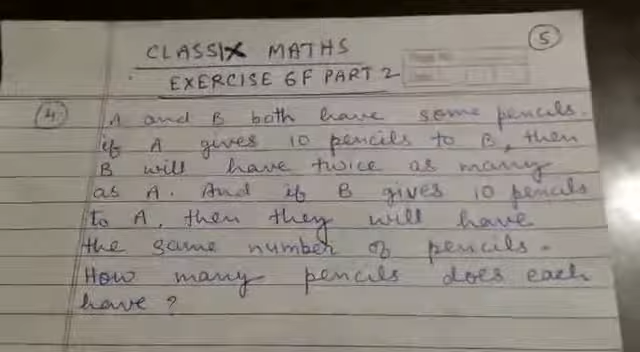 5
CLASS IX MATHS
EXERCISE 6F PART 2
4
A and B both have some pencils.
if A gives 10 pencils to B, then
B will have twice as many
as A. And if B gives 10 pencils
to A, then they will have
the same number of pencils.
How many pencils does each
have?